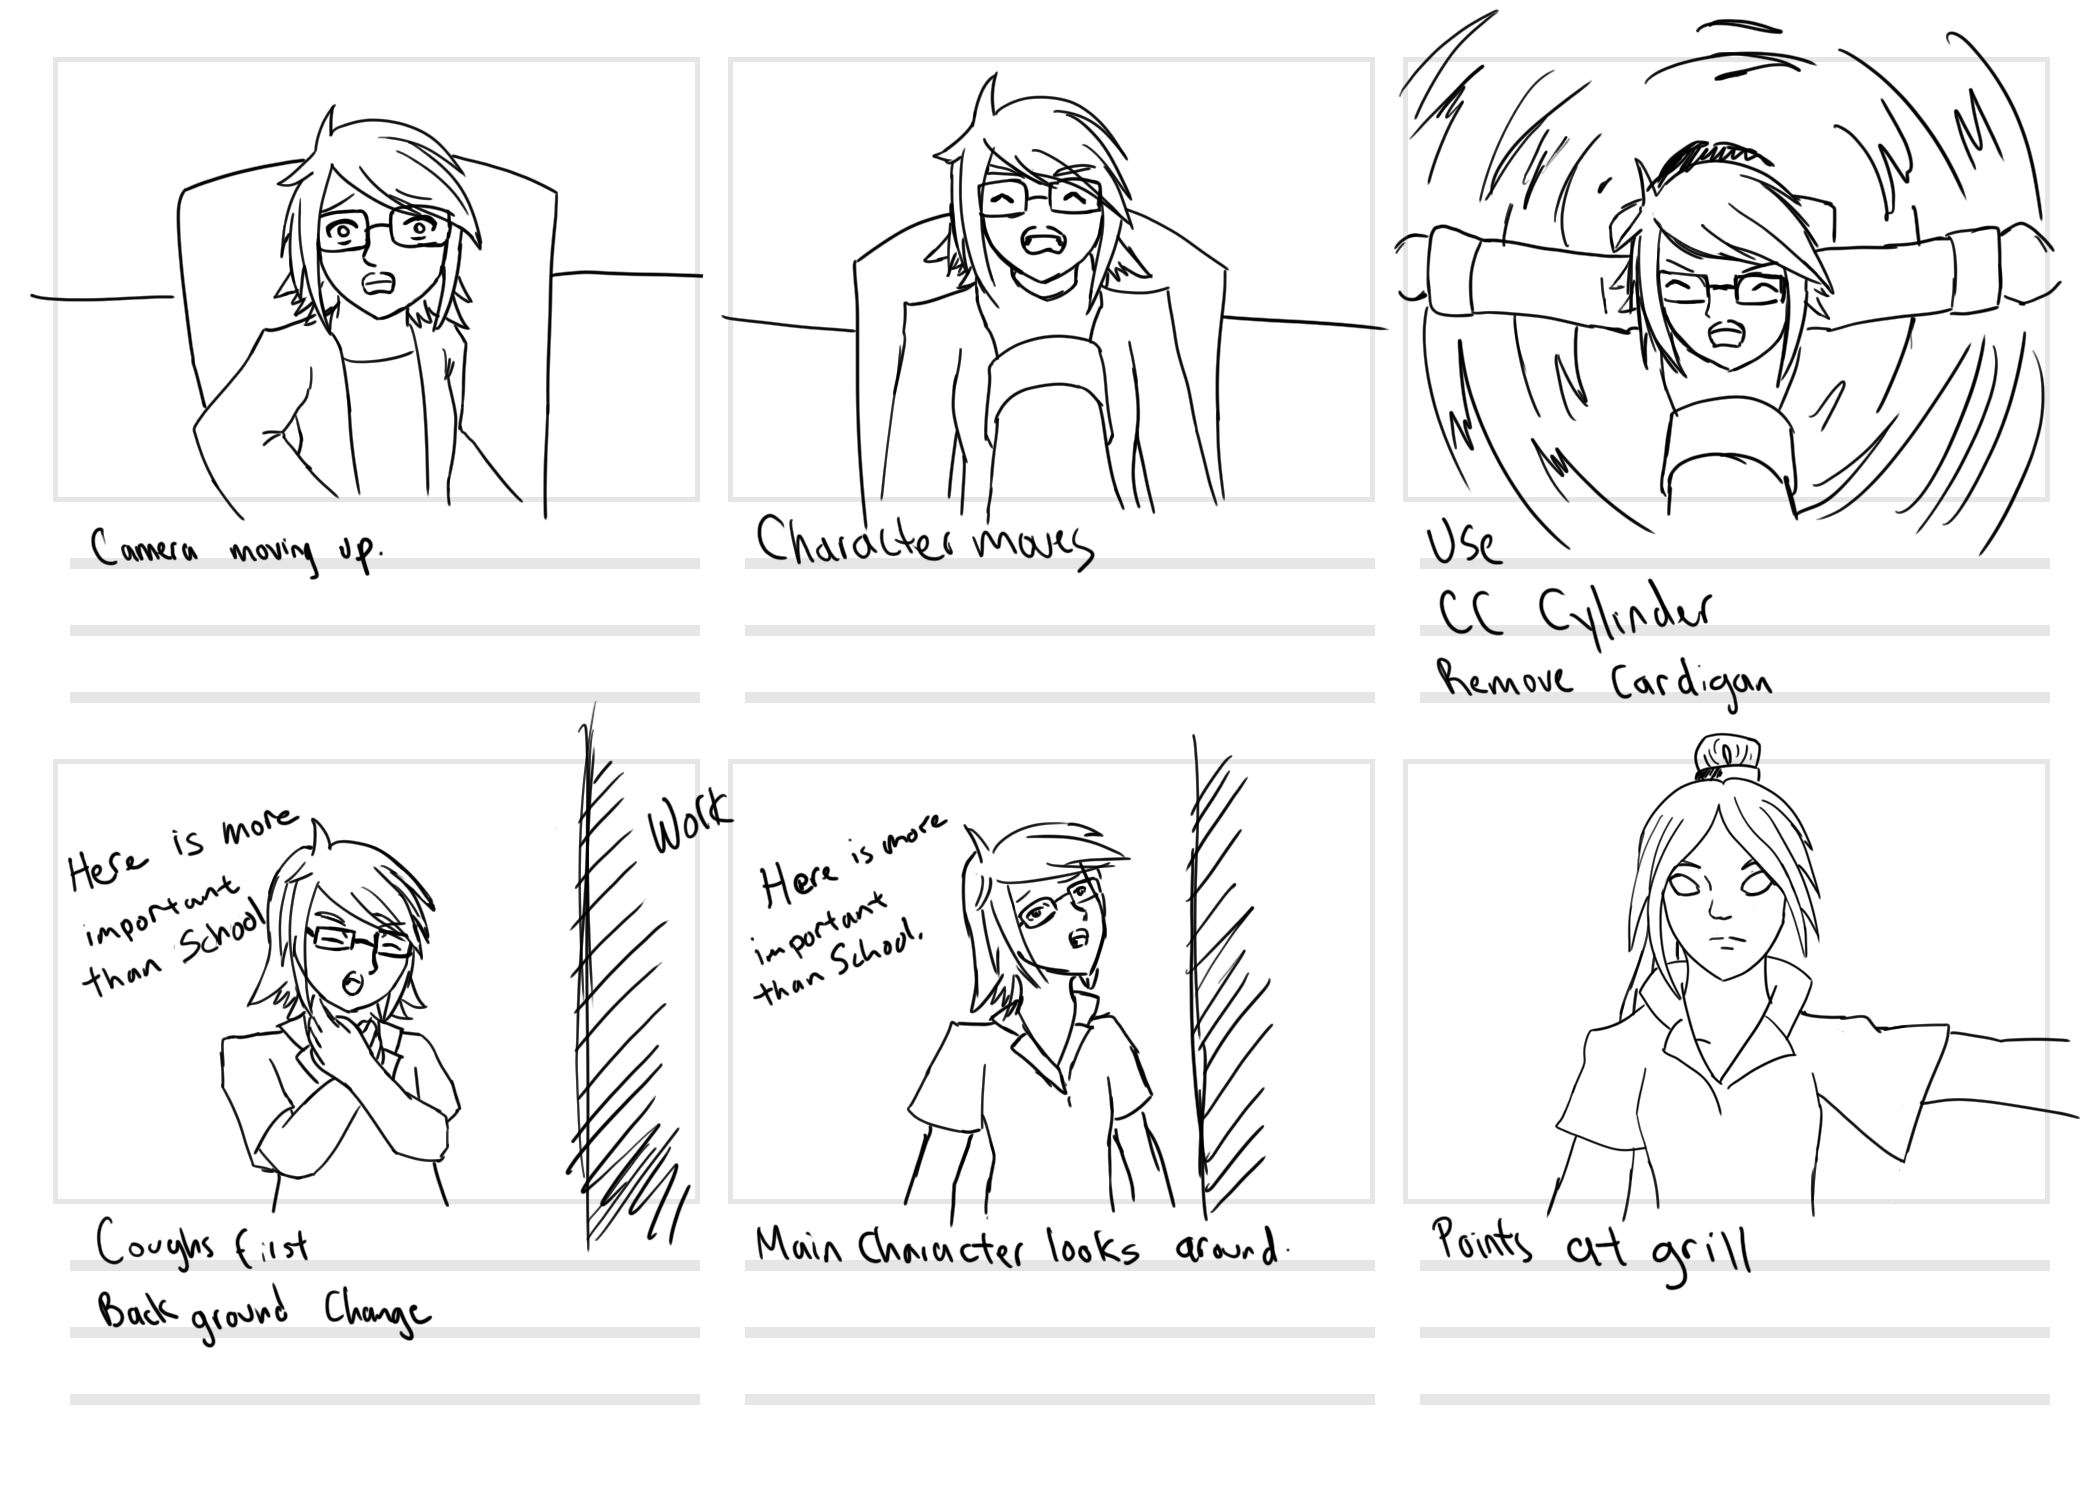 Camera moving up.
Character moves
Use
CC Cylinder
Remove Cardigan
Here is more
important
than School
Work
Here is more
important
than School.
Coughs first
Background Change
Main Character looks around.
Points at grill